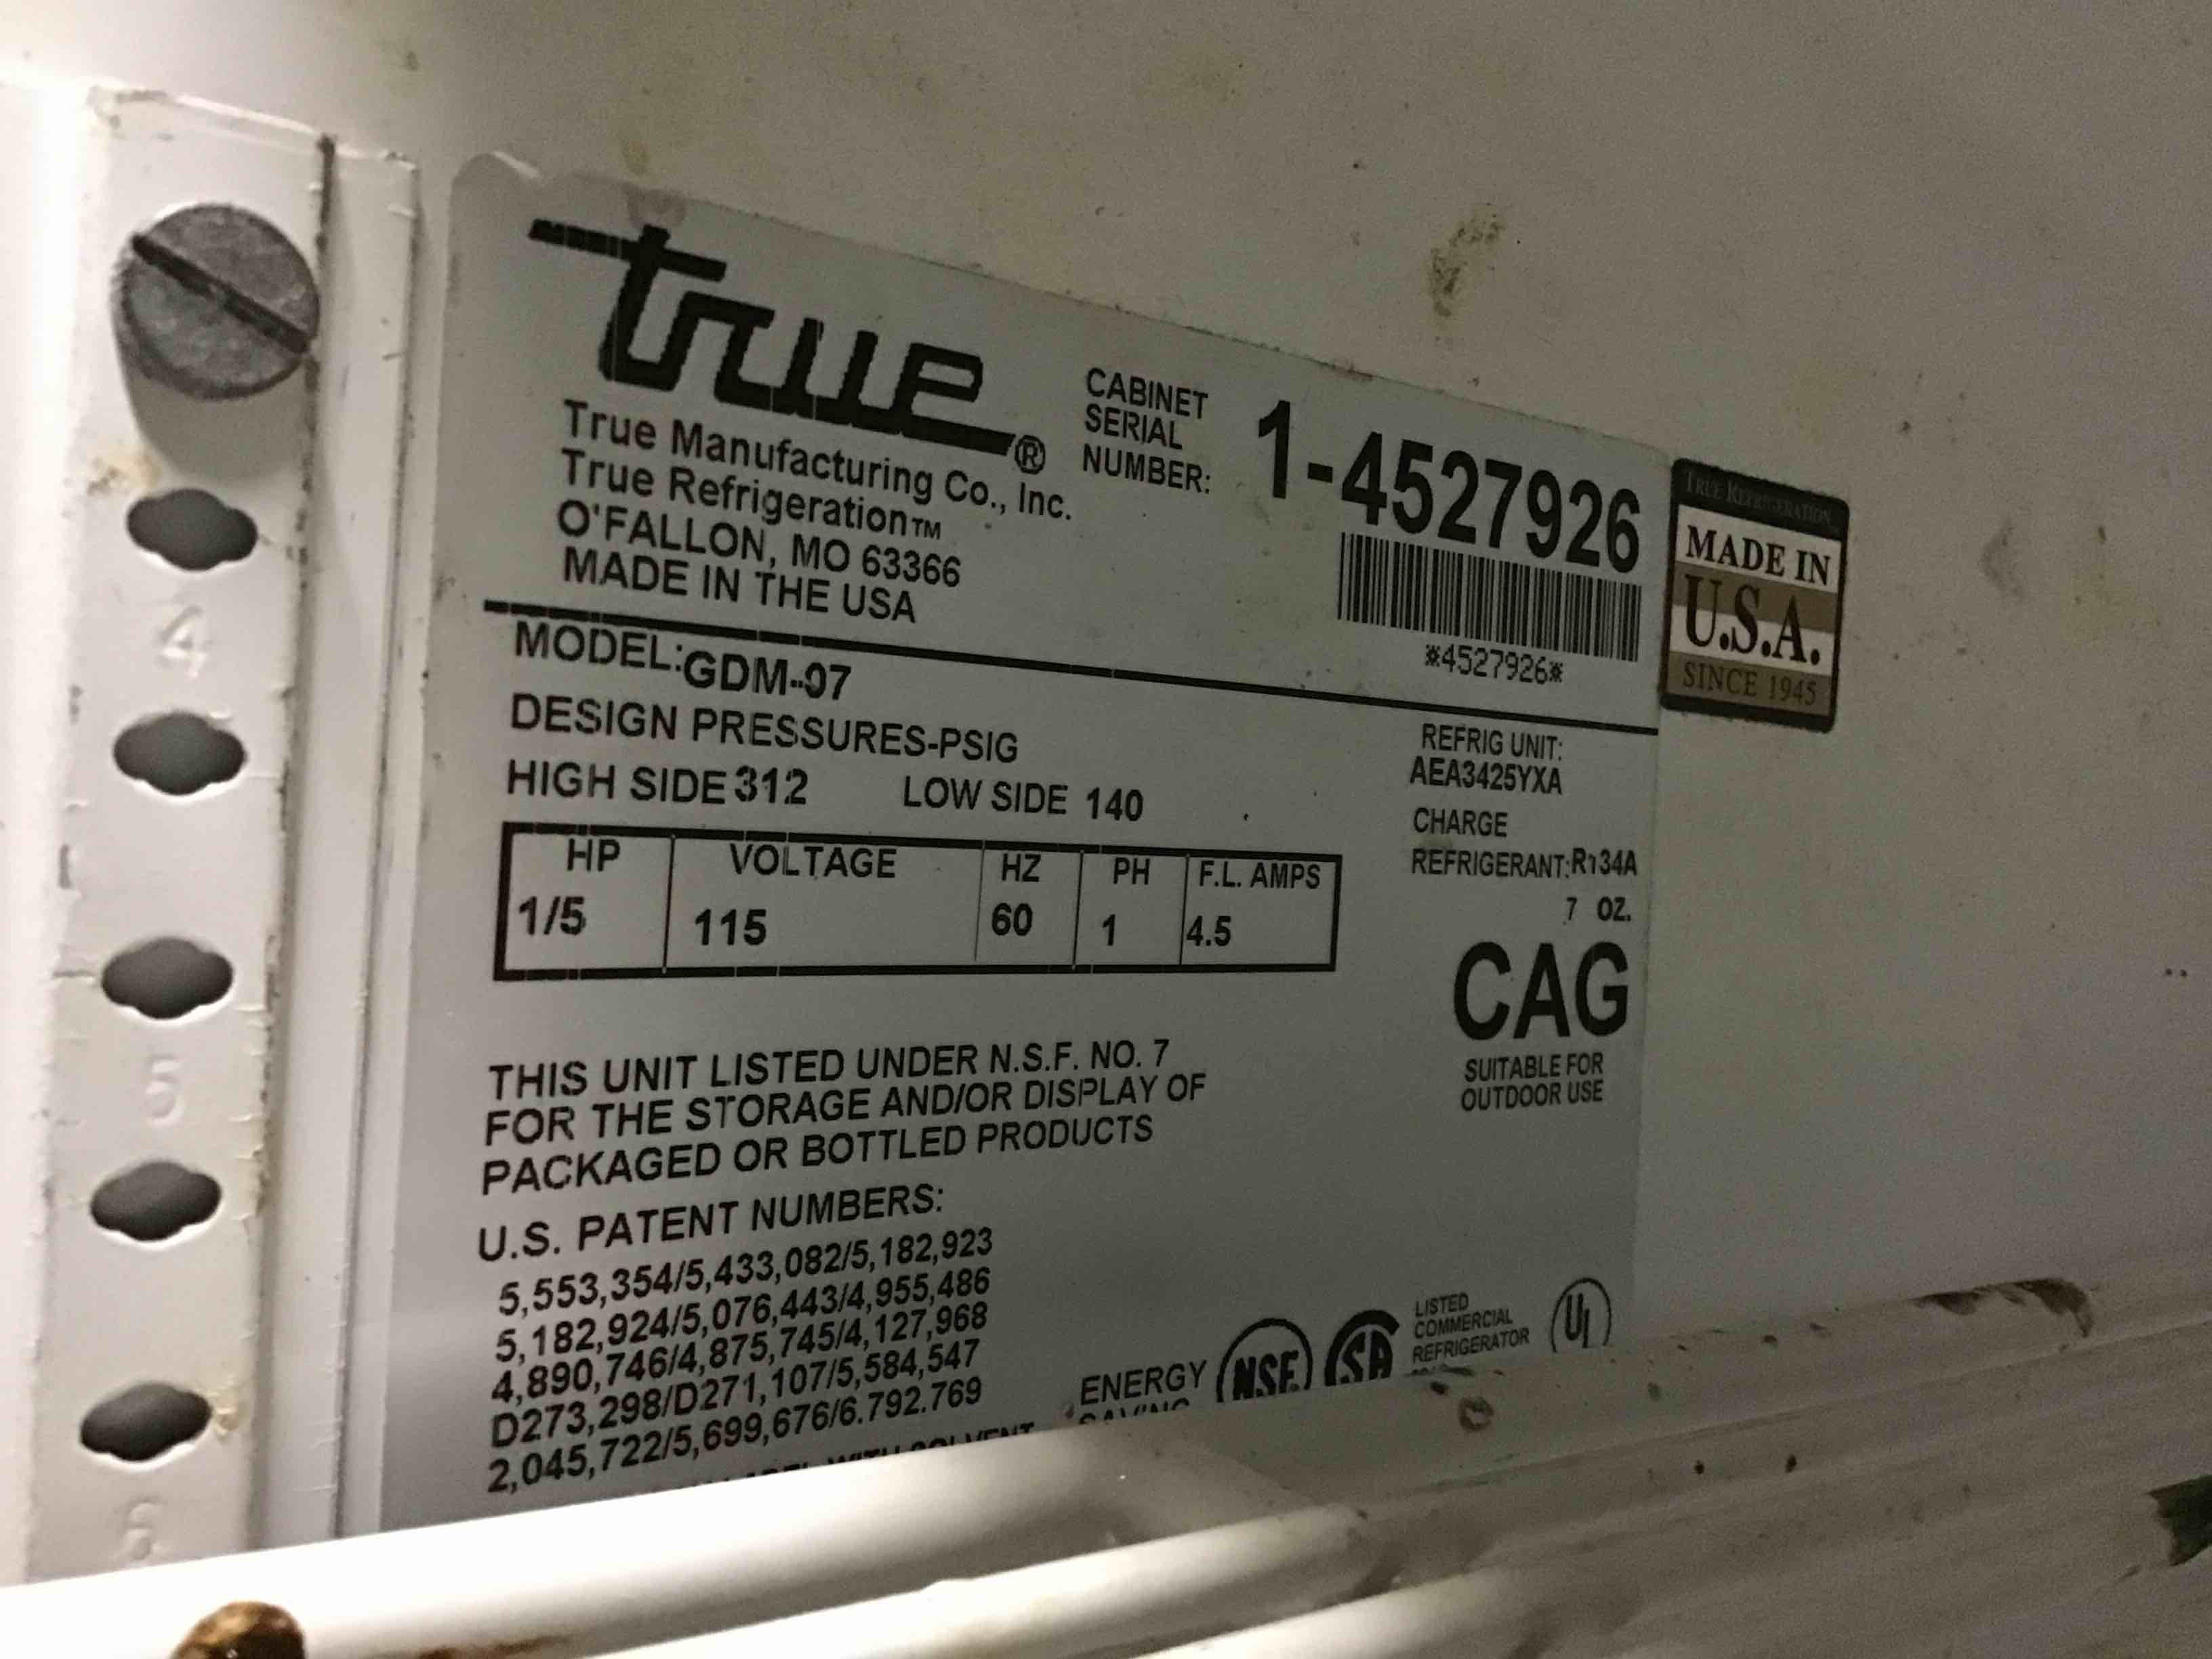 true®
True Manufacturing Co., Inc.
True Refrigeration™
O'FALLON, MO 63366
MADE IN THE USA
CABINET
SERIAL
NUMBER:
1-4527926
*4527926*
TRUE REFRIGERATION
MADE IN
U.S.A.
SINCE 1945
MODEL:GDM-07
DESIGN PRESSURES-PSIG
HIGH SIDE 312 LOW SIDE 140
HP VOLTAGE HZ PH F.L. AMPS
1/5 115 60 1 4.5
REFRIG UNIT:
AEA3425YXA
CHARGE
REFRIGERANT:R134A
7 OZ.
CAG
SUITABLE FOR
OUTDOOR USE
THIS UNIT LISTED UNDER N.S.F. NO. 7
FOR THE STORAGE AND/OR DISPLAY OF
PACKAGED OR BOTTLED PRODUCTS
U.S. PATENT NUMBERS:
5,553,354/5,433,082/5,182,923
5,182,924/5,076,443/4,955,486
4,890,746/4,875,745/4,127,968
D273,298/D271,107/5,584,547
2,045,722/5,699,676/6.792.769
LABEL WITH SOLVENT
ENERGY
SAVING
NSF
SA
LISTED
COMMERCIAL
REFRIGERATOR
UL
4
5
6